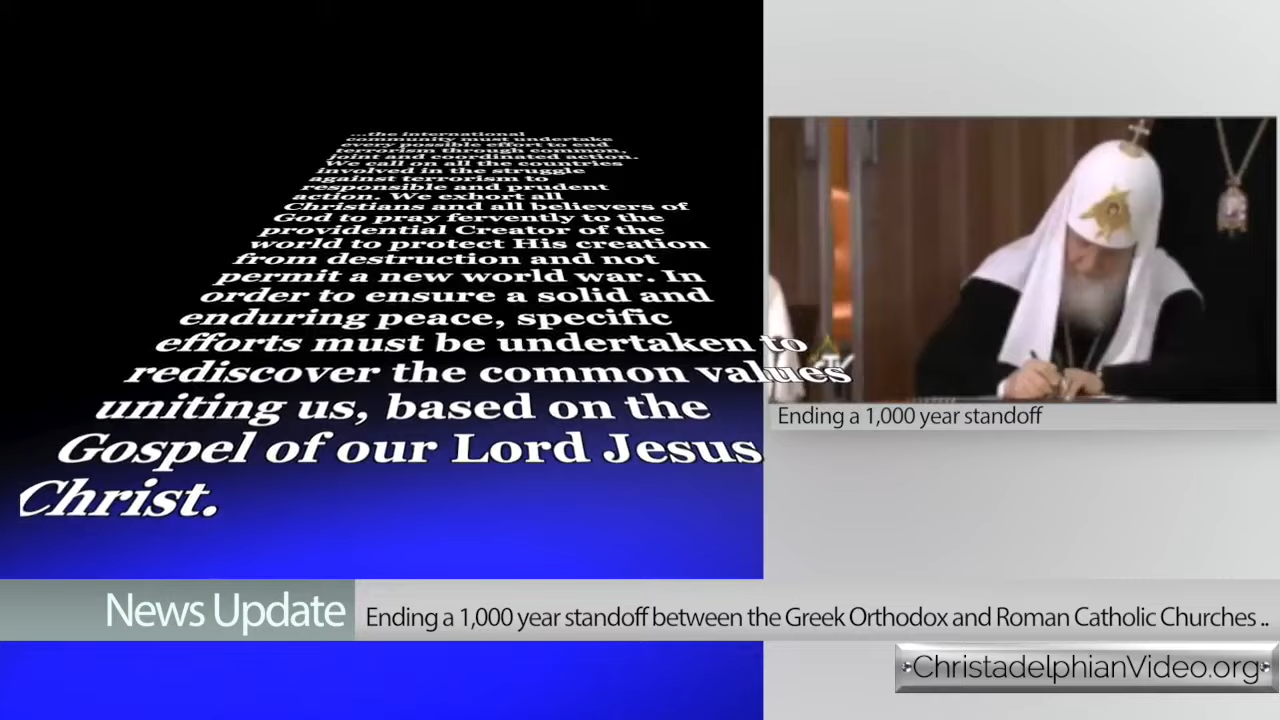 ...the international
community must undertake
every possible effort to end
terrorism through common,
joint and coordinated action.
We call on all the countries
involved in the struggle
against terrorism to
responsible and prudent
action. We exhort all
Christians and all believers of
God to pray fervently to the
providential Creator of the
world to protect His creation
from destruction and not
permit a new world war. In
order to ensure a solid and
enduring peace, specific
efforts must be undertaken to
rediscover the common values
uniting us, based on the
Gospel of our Lord Jesus
Christ.
Ending a 1,000 year standoff
News Update
Ending a 1,000 year standoff between the Greek Orthodox and Roman Catholic Churches ..
ChristadelphianVideo.org